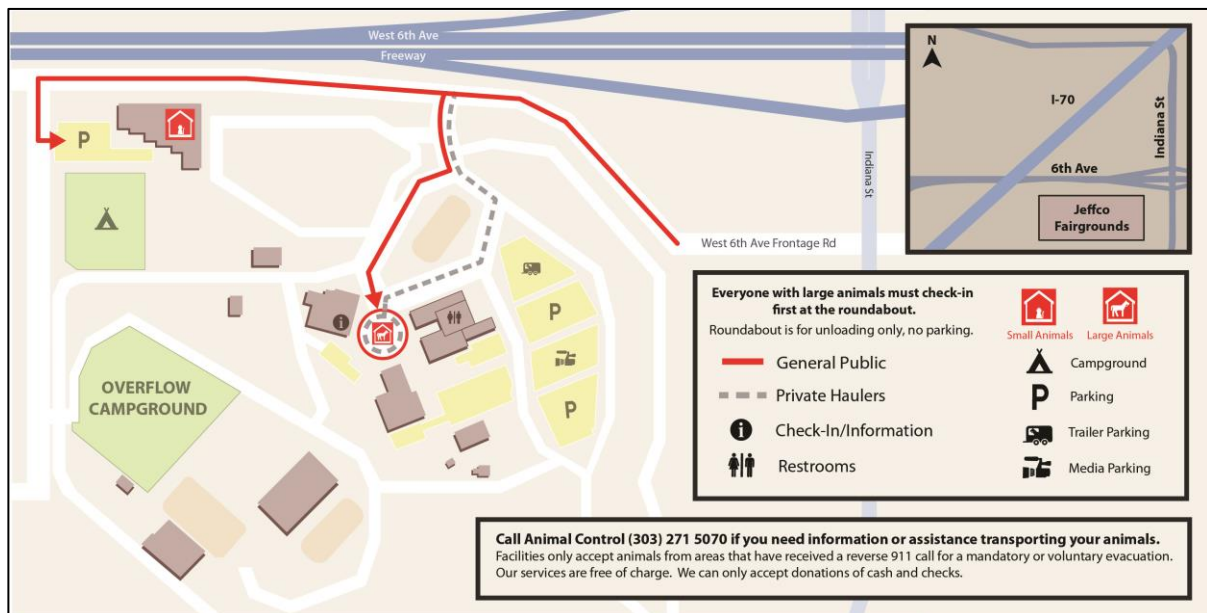 West 6th Ave
Freeway
P
OVERFLOW
CAMPGROUND
i
P
P
Indiana St
West 6th Ave Frontage Rd
N
I-70
Indiana St
6th Ave
Jeffco
Fairgrounds
Everyone with large animals must check-in
first at the roundabout.
Roundabout is for unloading only, no parking.
General Public
Private Haulers
i
Check-In/Information
Restrooms
Small Animals
Large Animals
Campground
P
Parking
Trailer Parking
Media Parking
Call Animal Control (303) 271 5070 if you need information or assistance transporting your animals.
Facilities only accept animals from areas that have received a reverse 911 call for a mandatory or voluntary evacuation.
Our services are free of charge.  We can only accept donations of cash and checks.